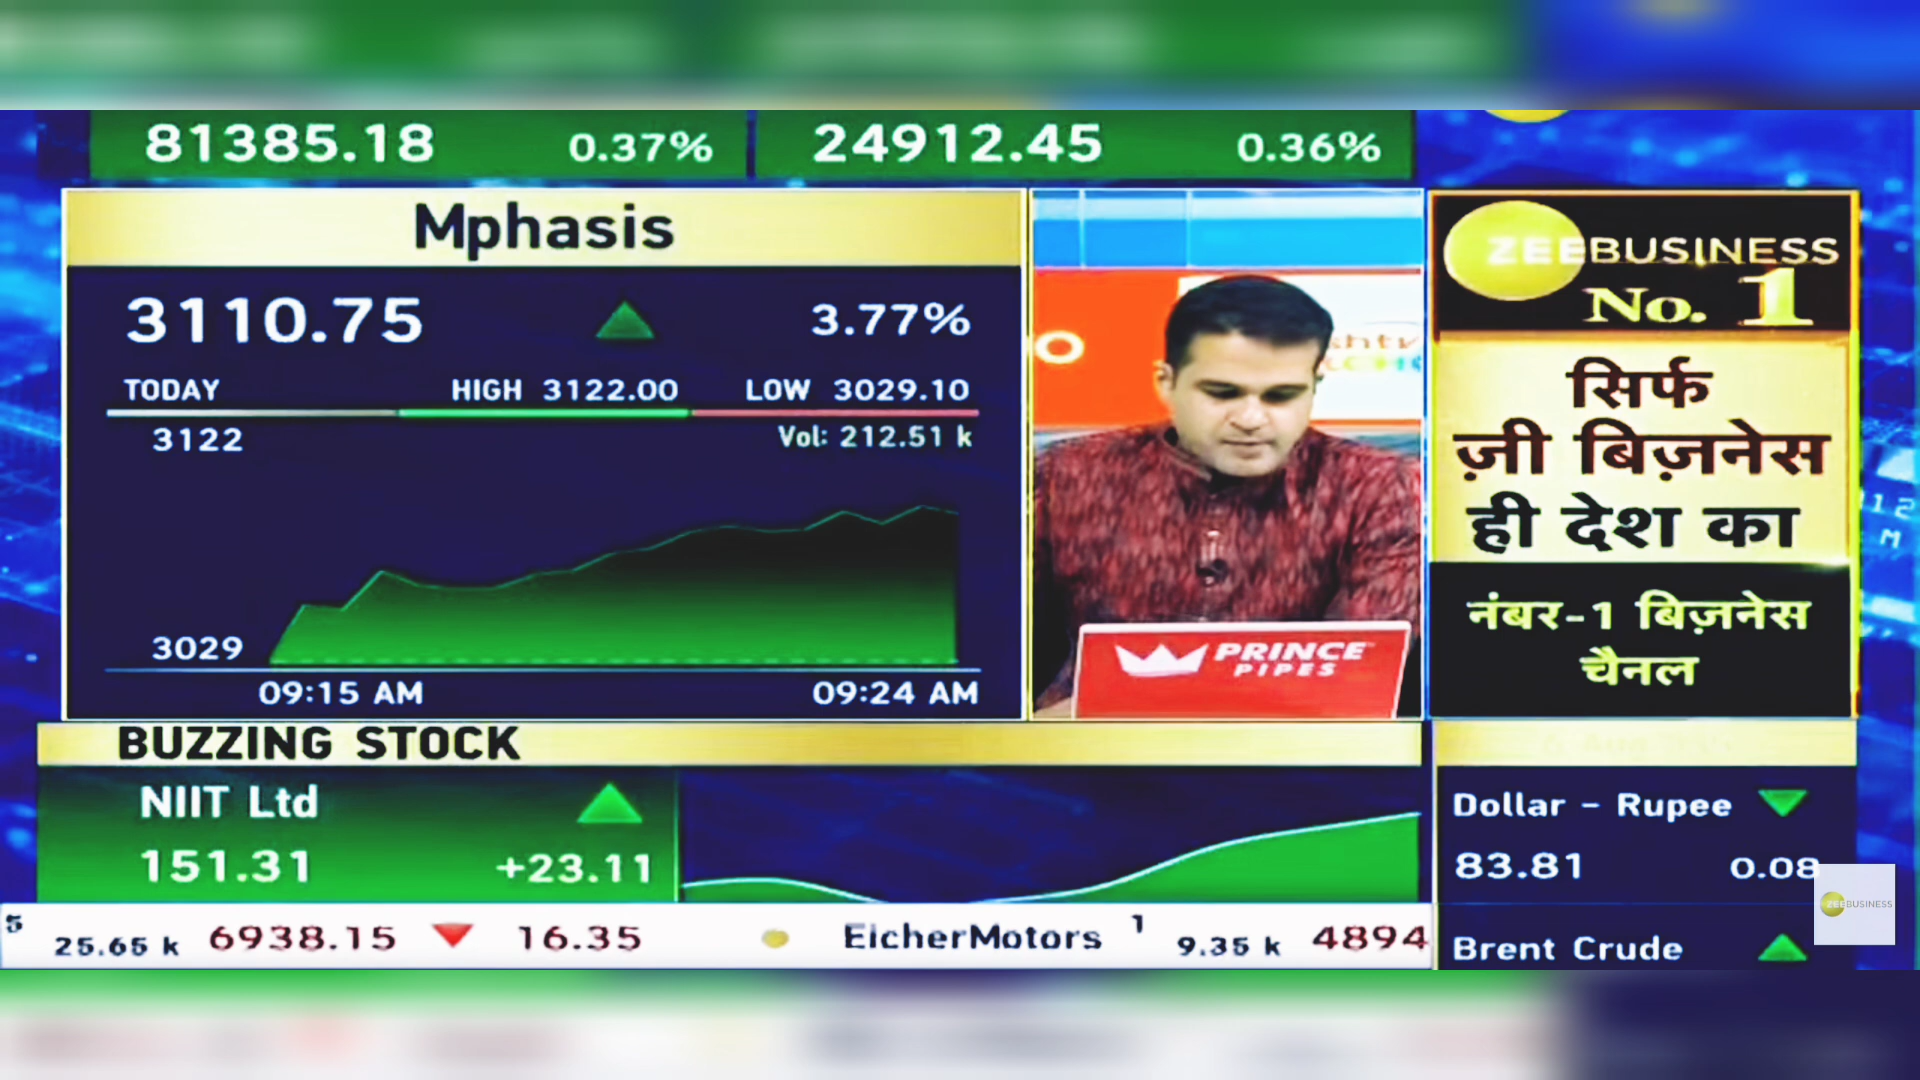 81385.18 0.37% 24912.45 0.36%
Mphasis
3110.75 3.77%
TODAY HIGH 3122.00 LOW 3029.10
3122 Vol: 212.51 k
3029
09:15 AM 09:24 AM
PRINCE
PIPES
ZEEBUSINESS
No. 1
सिर्फ
ज़ी बिज़नेस
ही देश का
नंबर-1 बिज़नेस
चैनल
BUZZING STOCK
NIIT Ltd
151.31 +23.11
Dollar - Rupee
83.81 0.08
Brent Crude
ZEEBUSINESS
5 25.65 k 6938.15 16.35 EicherMotors 1 9.35 k 4894